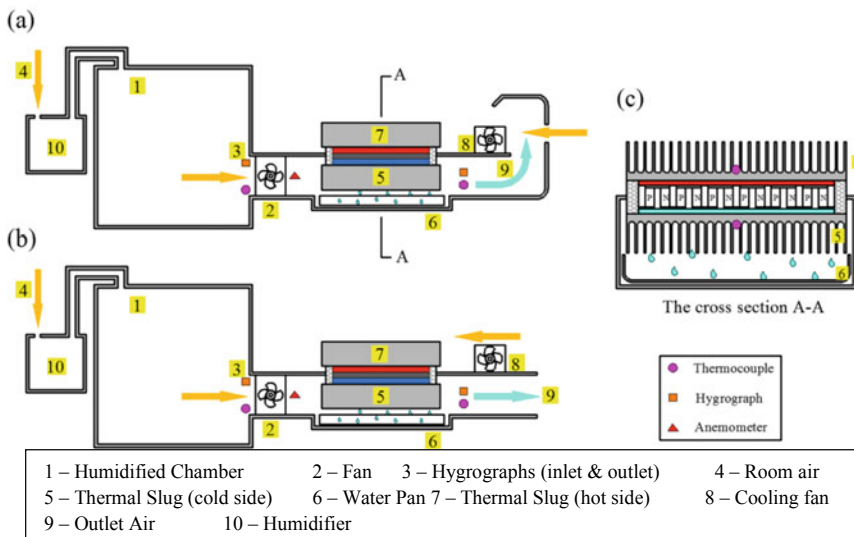 (a)
4
1
A
7
8
10
3
9
5
2
6
A
(b)
4
1
7
8
10
3
5
9
2
6
(c)
P N P N P N P N P N
5
6
The cross section A-A
Thermocouple
Hygrograph
Anemometer
1 – Humidified Chamber 2 – Fan 3 – Hygrographs (inlet & outlet) 4 – Room air
5 – Thermal Slug (cold side) 6 – Water Pan 7 – Thermal Slug (hot side) 8 – Cooling fan
9 – Outlet Air 10 – Humidifier